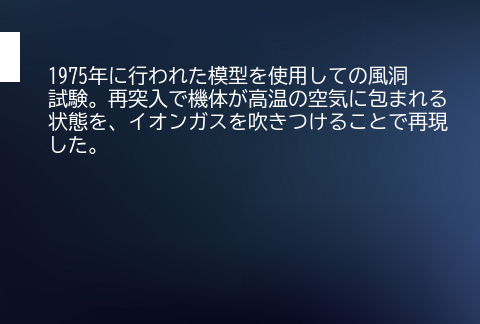 1975年に行われた模型を使用しての風洞
試験。再突入で機体が高温の空気に包まれる
状態を、イオンガスを吹きつけることで再現
した。